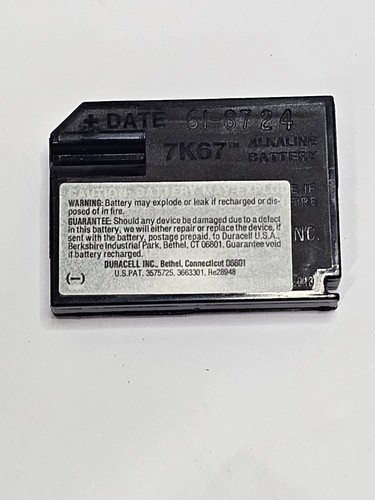 + DATE 61-67 24
7K67™ ALKALINE
BATTERY
WARNING: Battery may explode or leak if recharged or dis-
posed of in fire.
GUARANTEE: Should any device be damaged due to a defect
in this battery, we will either repair or replace the device, if
sent with the battery, postage prepaid, to Duracell U.S.A.,
Berkshire Industrial Park, Bethel, CT 06801. Guarantee void
if battery recharged.
DURACELL INC., Bethel, Connecticut 06801
(–) U.S.PAT. 3575725, 3663301, Re28948
INC.